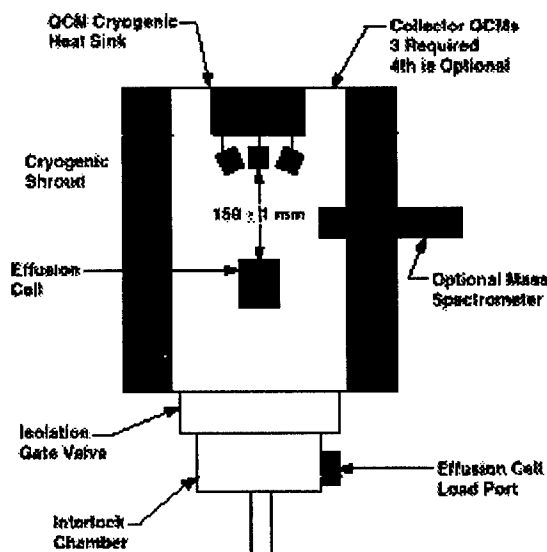 QCM Cryogenic
Heat Sink
Collector QCMs
3 Required
4th is Optional
Cryogenic
Shroud
150 ± 1 mm
Effusion
Cell
Optional Mass
Spectrometer
Isolation
Gate Valve
Effusion Cell
Load Port
Interlock
Chamber